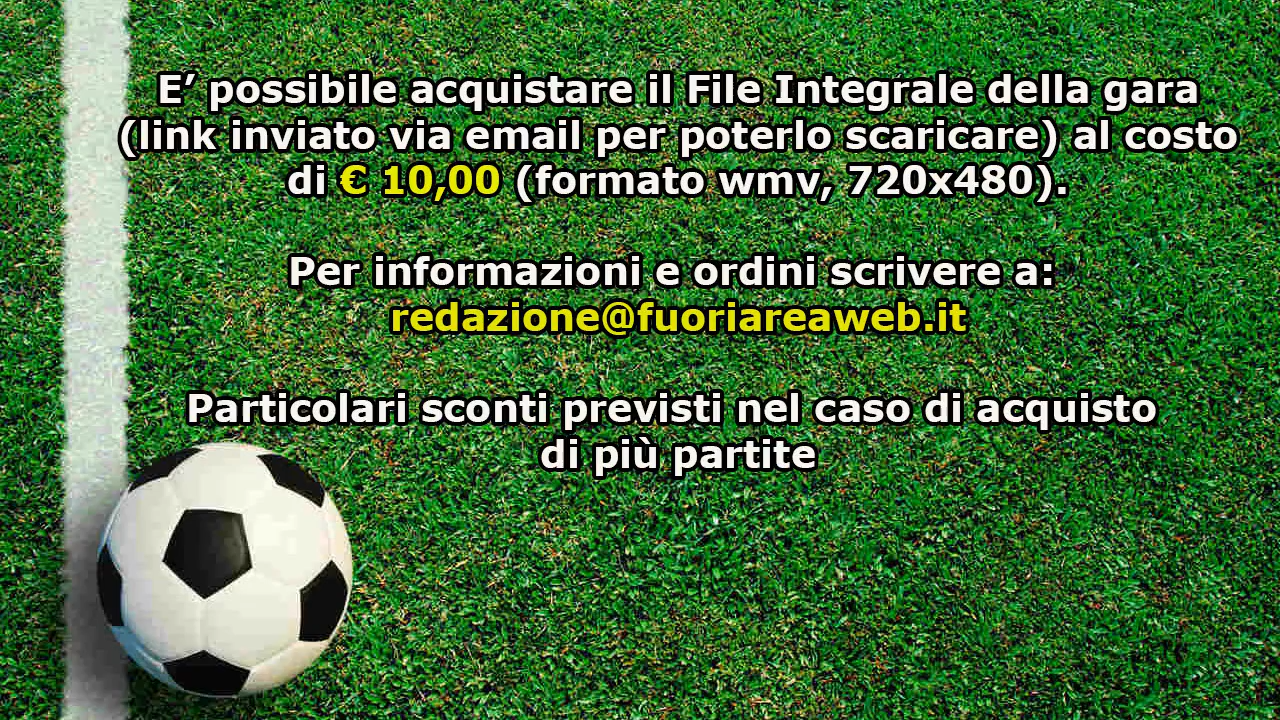 E’ possibile acquistare il File Integrale della gara
(link inviato via email per poterlo scaricare) al costo
di € 10,00 (formato wmv, 720x480).
Per informazioni e ordini scrivere a:
redazione@fuoriareaweb.it
Particolari sconti previsti nel caso di acquisto
di più partite